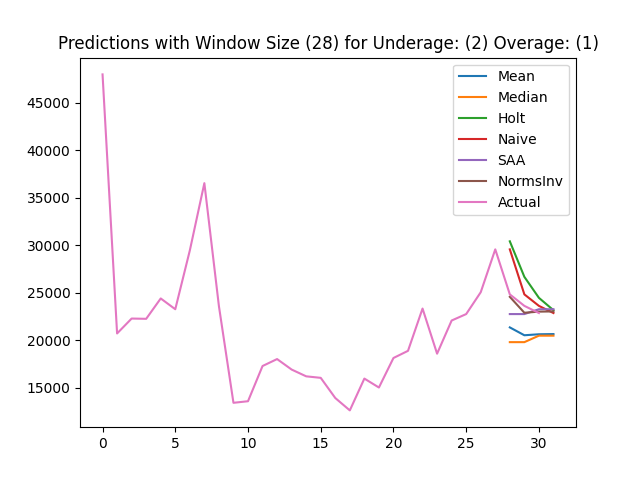 Predictions with Window Size (28) for Underage: (2) Overage: (1)
Mean
Median
Holt
Naive
SAA
NormsInv
Actual
45000
40000
35000
30000
25000
20000
15000
0 5 10 15 20 25 30